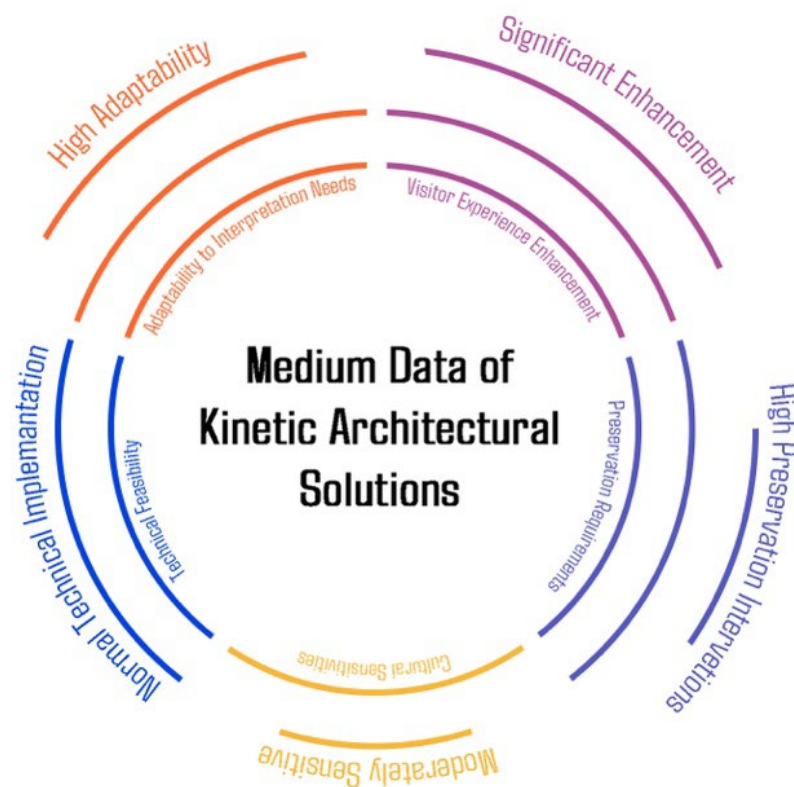 High Adaptability
Significant Enhancement
Adaptability to Interpretation Needs
Visitor Experience Enhancement
Medium Data of
Kinetic Architectural
Solutions
Normal Technical Implemantation
Technical Feasibility
Preservation Requirements
High Preservation Intervetions
Cultural Sensitivities
Moderately Sensitive